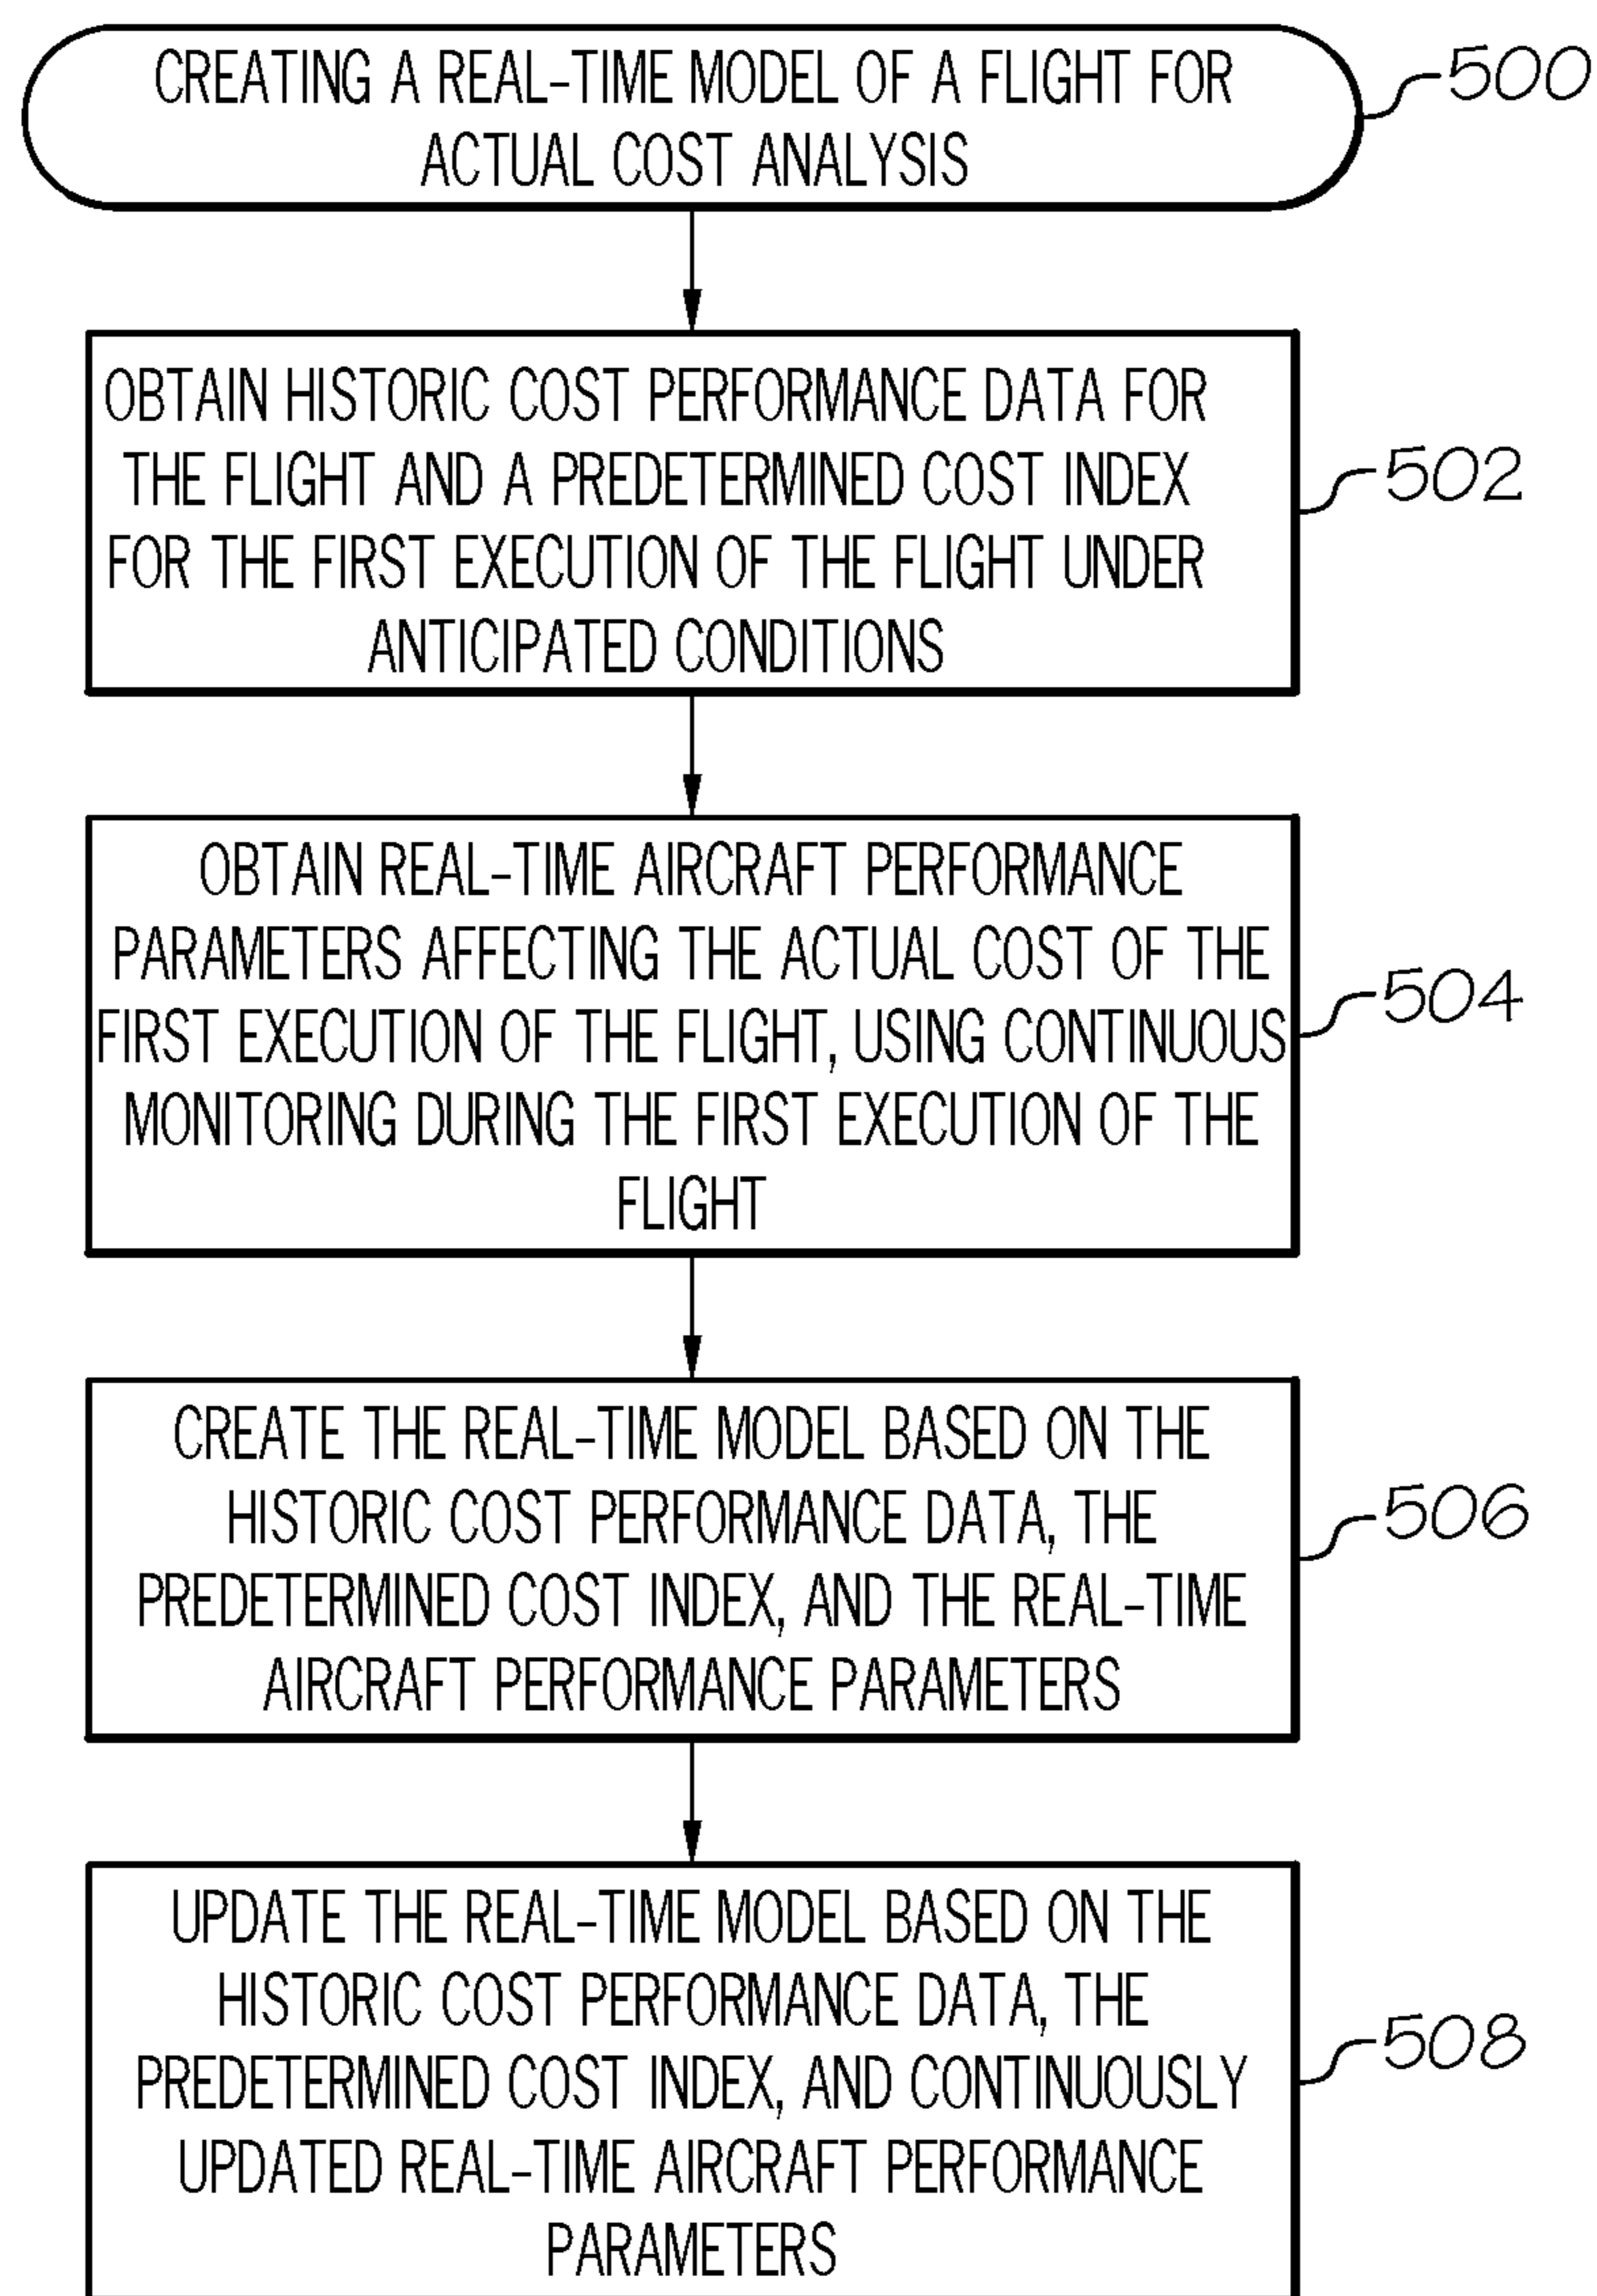 CREATING A REAL-TIME MODEL OF A FLIGHT FOR
ACTUAL COST ANALYSIS
500
OBTAIN HISTORIC COST PERFORMANCE DATA FOR
THE FLIGHT AND A PREDETERMINED COST INDEX
FOR THE FIRST EXECUTION OF THE FLIGHT UNDER
ANTICIPATED CONDITIONS
502
OBTAIN REAL-TIME AIRCRAFT PERFORMANCE
PARAMETERS AFFECTING THE ACTUAL COST OF THE
FIRST EXECUTION OF THE FLIGHT, USING CONTINUOUS
MONITORING DURING THE FIRST EXECUTION OF THE
FLIGHT
504
CREATE THE REAL-TIME MODEL BASED ON THE
HISTORIC COST PERFORMANCE DATA, THE
PREDETERMINED COST INDEX, AND THE REAL-TIME
AIRCRAFT PERFORMANCE PARAMETERS
506
UPDATE THE REAL-TIME MODEL BASED ON THE
HISTORIC COST PERFORMANCE DATA, THE
PREDETERMINED COST INDEX, AND CONTINUOUSLY
UPDATED REAL-TIME AIRCRAFT PERFORMANCE
PARAMETERS
508